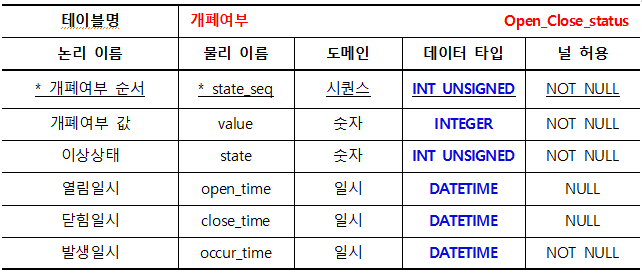 테이블명 개폐여부 Open_Close_status
논리 이름 물리 이름 도메인 데이터 타입 널 허용
* 개폐여부 순서 * state_seq 시퀀스 INT UNSIGNED NOT NULL
개폐여부 값 value 숫자 INTEGER NOT NULL
이상상태 state 숫자 INT UNSIGNED NOT NULL
열림일시 open_time 일시 DATETIME NULL
닫힘일시 close_time 일시 DATETIME NULL
발생일시 occur_time 일시 DATETIME NOT NULL